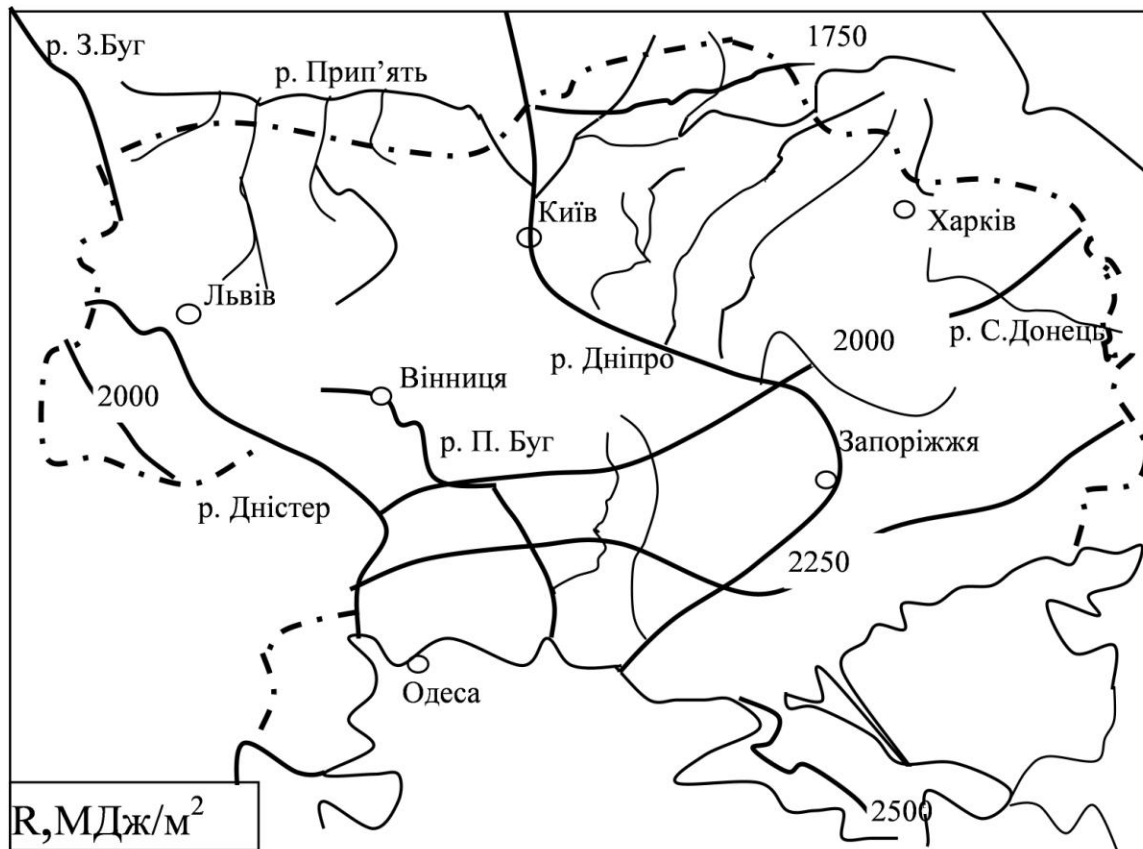 1750
р. З.Буг
р. Прип’ять
Київ
Харків
Львів
р. С.Донець
2000
р. Дніпро
Вінниця
2000
р. П. Буг
Запоріжжя
р. Дністер
2250
Одеса
2500
R,МДж/м²